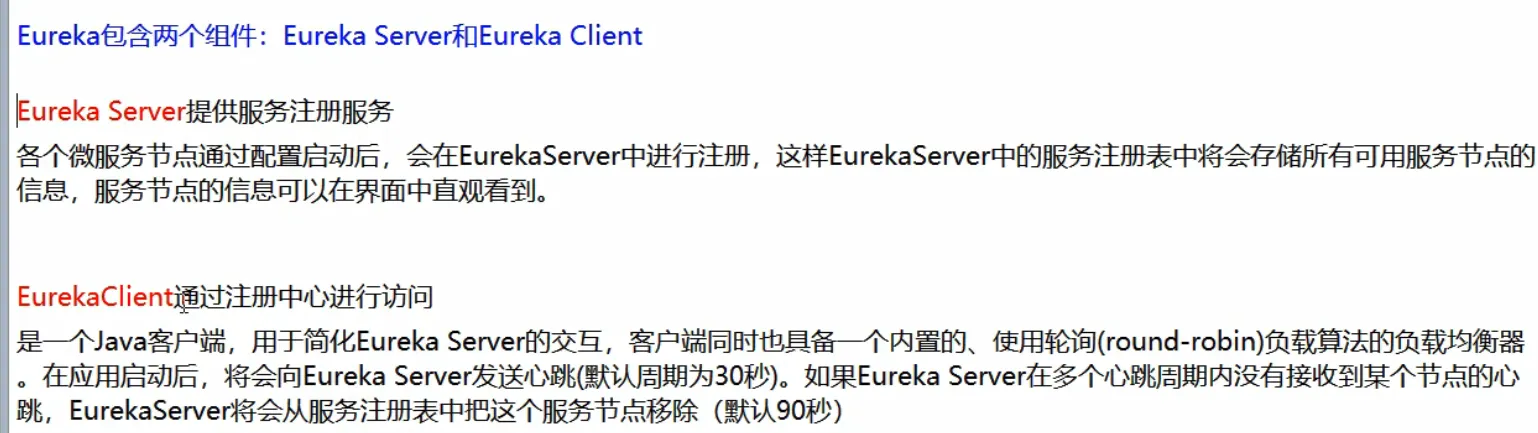 Eureka包含两个组件：Eureka Server和Eureka Client
Eureka Server提供服务注册服务
各个微服务节点通过配置启动后，会在EurekaServer中进行注册，这样EurekaServer中的服务注册表中将会存储所有可用服务节点的
信息，服务节点的信息可以在界面中直观看到。
EurekaClient通过注册中心进行访问
是一个Java客户端，用于简化Eureka Server的交互，客户端同时也具备一个内置的、使用轮询(round-robin)负载算法的负载均衡器
。在应用启动后，将会向Eureka Server发送心跳(默认周期为30秒)。如果Eureka Server在多个心跳周期内没有接收到某个节点的心
跳，EurekaServer将会从服务注册表中把这个服务节点移除（默认90秒）